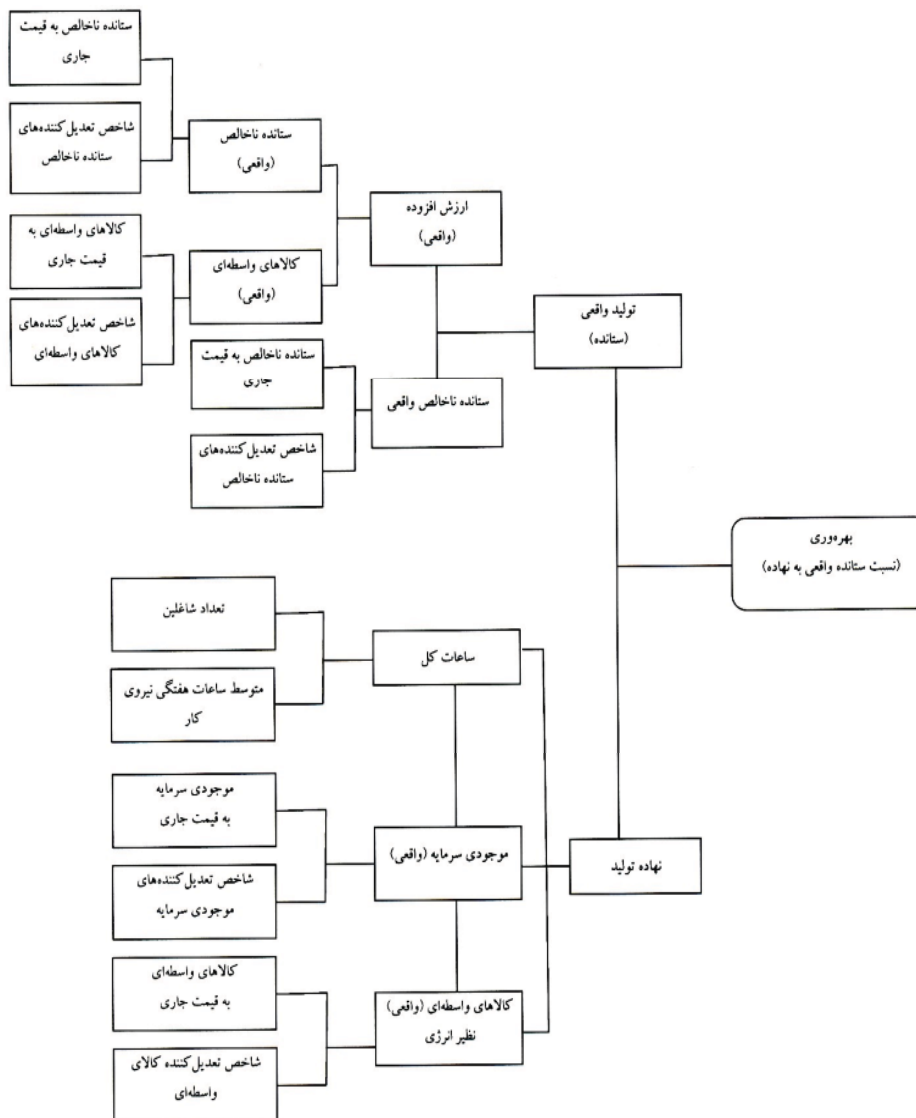 ستانده ناخالص به قیمت
جاری
شاخص تعدیل‌کننده‌های
ستانده ناخالص
ستانده ناخالص
(واقعی)
ارزش افزوده
(واقعی)
کالاهای واسطه‌ای به
قیمت جاری
کالاهای واسطه‌ای
(واقعی)
شاخص تعدیل‌کننده‌های
کالاهای واسطه‌ای
تولید واقعی
(ستانده)
ستانده ناخالص به قیمت
جاری
ستانده ناخالص واقعی
شاخص تعدیل‌کننده‌های
ستانده ناخالص
بهره‌وری
(نسبت ستانده واقعی به نهاده)
تعداد شاغلین
ساعات کل
متوسط ساعات هفتگی نیروی
کار
موجودی سرمایه
به قیمت جاری
موجودی سرمایه (واقعی)
نهاده تولید
شاخص تعدیل‌کننده‌های
موجودی سرمایه
کالاهای واسطه‌ای
به قیمت جاری
کالاهای واسطه‌ای (واقعی)
نظیر انرژی
شاخص تعدیل‌کننده کالای
واسطه‌ای